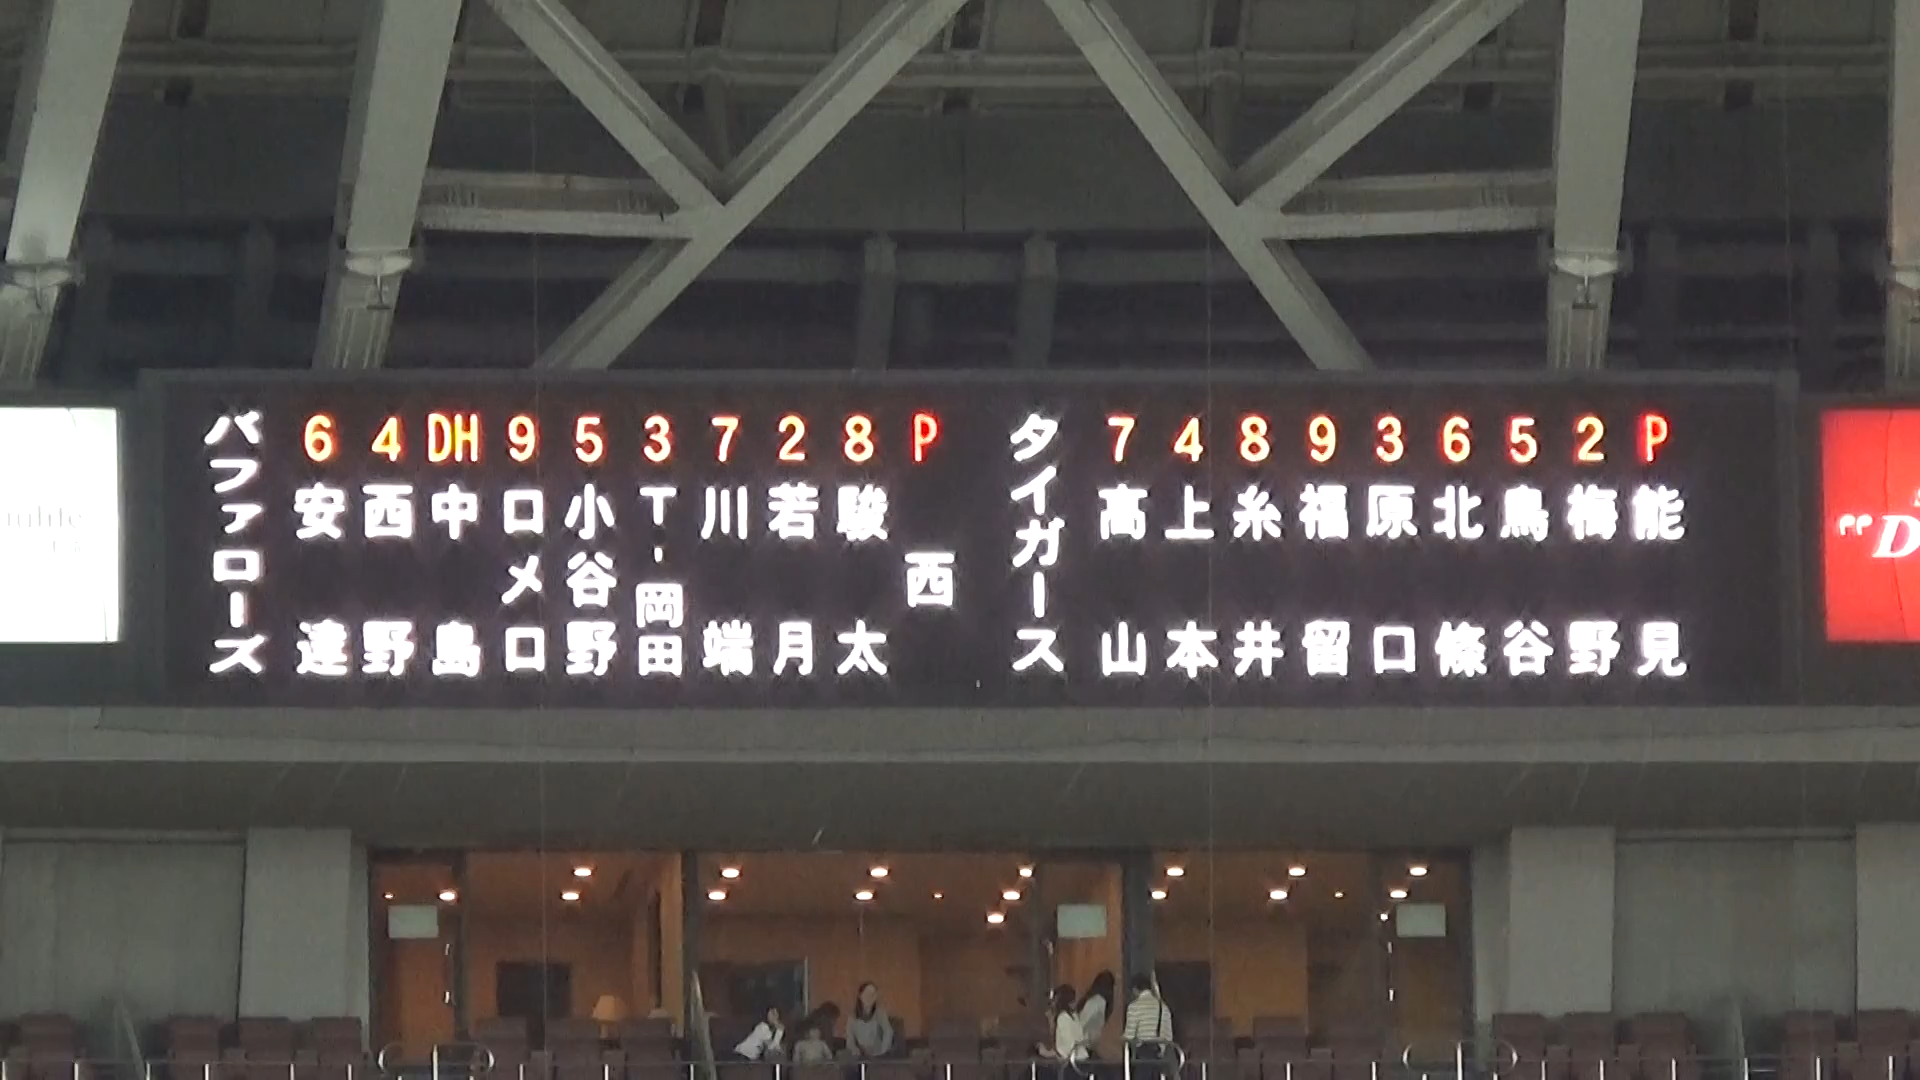 バファローズ
6 安達
4 西野
DH 中島
9 ロメロ
5 小谷野
3 T-岡田
7 川端
2 若月
8 駿太
P 西
タイガース
7 高山
4 上本
8 糸井
9 福留
3 原口
6 北條
5 鳥谷
2 梅野
P 能見
"D